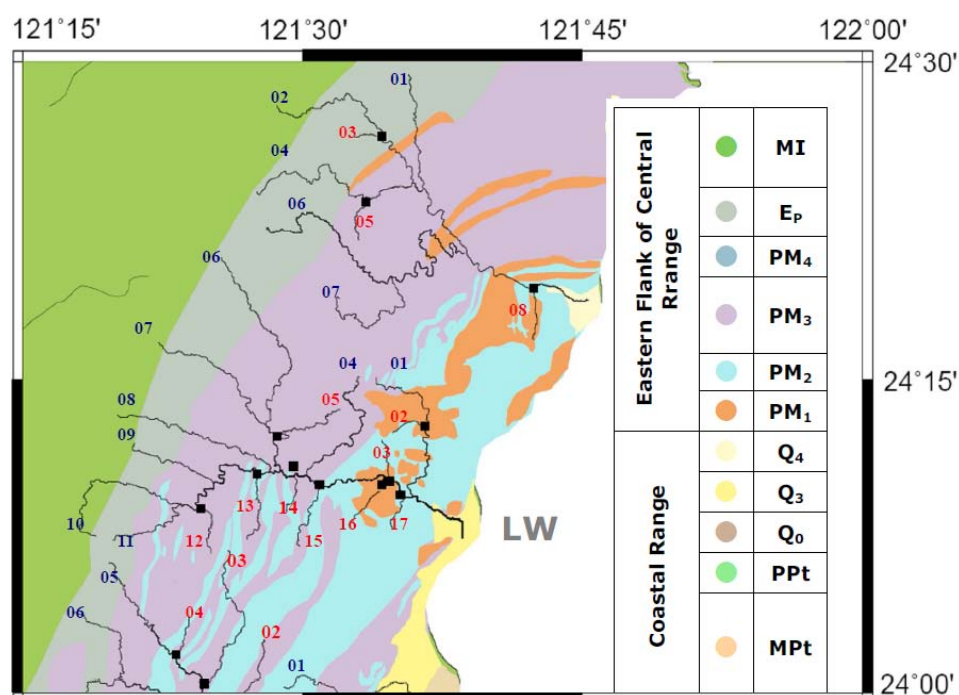 121°15' 121°30' 121°45' 122°00'
24°30'
01
02
03
04
05
06
06
07
08
07
04 01
24°15'
05
08
02
09
03
13 14
16 17
10
11 12
15
03
LW
05
06
04
02
01
24°00'
Eastern Flank of Central
Rrange
MI
E_P
PM₄
PM₃
PM₂
PM₁
Coastal Range
Q₄
Q₃
Q₀
PPt
MPt